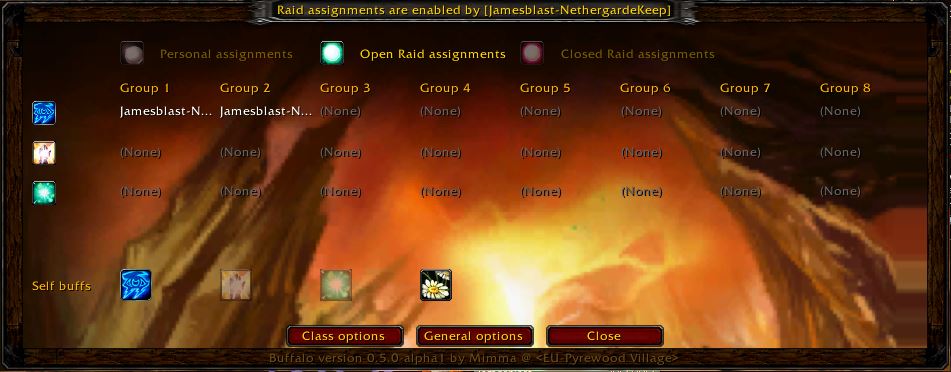 Raid assignments are enabled by [Jamesblast-NethergardeKeep]
Personal assignments Open Raid assignments Closed Raid assignments
Group 1 Group 2 Group 3 Group 4 Group 5 Group 6 Group 7 Group 8
Jamesblast-N... Jamesblast-N... (None) (None) (None) (None) (None) (None)
(None) (None) (None) (None) (None) (None) (None) (None)
(None) (None) (None) (None) (None) (None) (None) (None)
Self buffs
Class options General options Close
Buffalo version 0.5.0-alpha1 by Mimma @ <EU-Pyrewood Village>